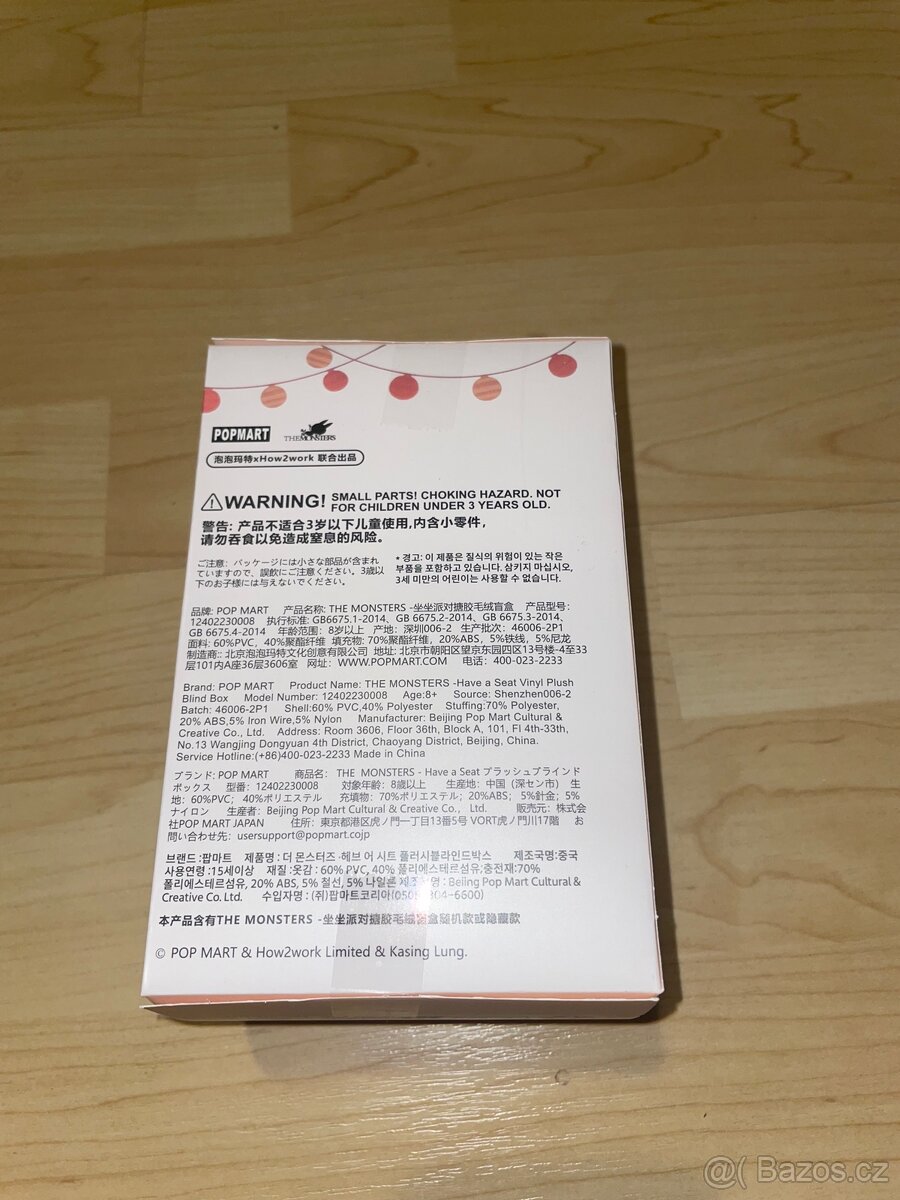 POPMART THE MONSTERS
泡泡玛特xHow2work 联合出品
WARNING! SMALL PARTS! CHOKING HAZARD. NOT
FOR CHILDREN UNDER 3 YEARS OLD.
警告: 产品不适合3岁以下儿童使用,内含小零件,
请勿吞食以免造成窒息的风险。
ご注意: パッケージには小さな部品が含まれ
ていますので、誤飲にご注意ください。3歳以
下のお子様には与えないでください。
* 경고: 이 제품은 질식의 위험이 있는 작은
부품을 포함하고 있습니다. 삼키지 마십시오,
3세 미만의 어린이는 사용할 수 없습니다.
品牌: POP MART 产品名称: THE MONSTERS -坐坐派对搪胶毛绒盲盒 产品型号:
12402230008 执行标准: GB6675.1-2014、GB 6675.2-2014、GB 6675.3-2014、
GB 6675.4-2014 年龄范围: 8岁以上 产地: 深圳006-2 生产批次: 46006-2P1
面料: 60%PVC, 40%聚酯纤维 填充物: 70%聚酯纤维, 20%ABS, 5%铁线, 5%尼龙
制造商:: 北京泡泡玛特文化创意有限公司 地址: 北京市朝阳区望京东园四区13号楼-4至33
层101内A座36层3606室 网址: WWW.POPMART.COM 电话: 400-023-2233
Brand: POP MART Product Name: THE MONSTERS -Have a Seat Vinyl Plush
Blind Box Model Number: 12402230008 Age:8+ Source: Shenzhen006-2
Batch: 46006-2P1 Shell:60% PVC,40% Polyester Stuffing:70% Polyester,
20% ABS,5% Iron Wire,5% Nylon Manufacturer: Beijing Pop Mart Cultural &
Creative Co., Ltd. Address: Room 3606, Floor 36th, Block A, 101, Fl 4th-33th,
No.13 Wangjing Dongyuan 4th District, Chaoyang District, Beijing, China.
Service Hotline:(+86)400-023-2233 Made in China
ブランド: POP MART 商品名: THE MONSTERS - Have a Seat プラッシュブラインド
ボックス 型番: 12402230008 対象年齢: 8歳以上 生産地: 中国 (深セン市) 生
地: 60%PVC; 40%ポリエステル 充填物: 70%ポリエステル; 20%ABS; 5%針金; 5%
ナイロン 生産者: Beijing Pop Mart Cultural & Creative Co., Ltd. 販売元: 株式会
社POP MART JAPAN 住所: 東京都港区虎ノ門一丁目13番5号 VORT虎ノ門川17階 お
問い合わせ先: usersupport@popmart.cojp
브랜드 :팝마트 제품명 : 더 몬스터즈 -헤브 어 시트 플러시블라인드박스 제조국명:중국
사용연령 :15세이상 재질 :옷감 : 60% PVC, 40% 폴리에스테르섬유;충전재:70%
폴리에스테르섬유, 20% ABS, 5% 철선, 5% 나일론 제조자명 : Beijing Pop Mart Cultural &
Creative Co. Ltd. 수입자명 : (쥐)팝마트코리아(050 -6600)
本产品含有THE MONSTERS -坐坐派对搪胶毛绒盲盒随机款或隐藏款
© POP MART & How2work Limited & Kasing Lung.
@( Bazoš.cz